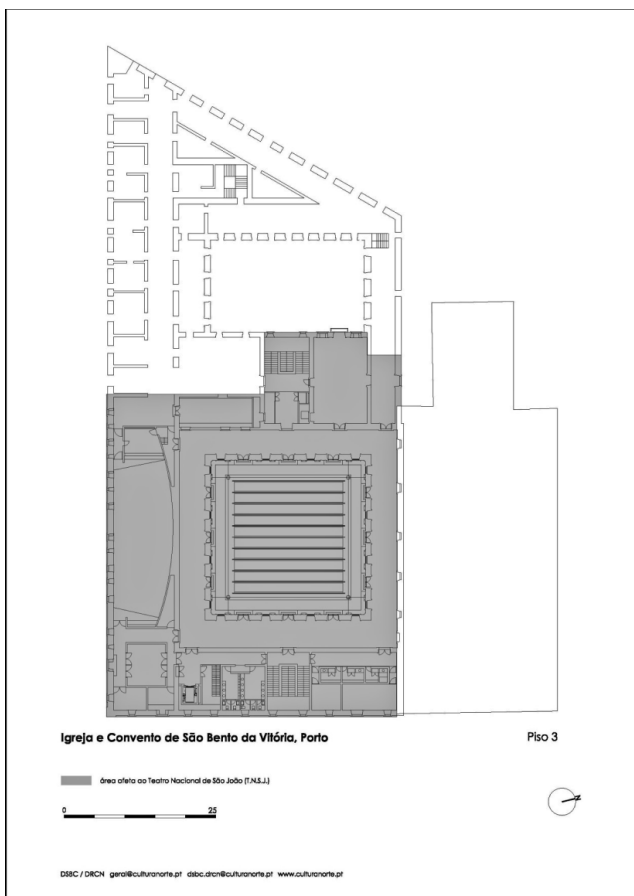 Igreja e Convento de São Bento da Vitória, Porto
Piso 3
área afeta ao Teatro Nacional de São João (T.N.S.J.)
0 25
DSBC / DRCN geral@culturanorte.pt dsbc.drcn@culturanorte.pt www.culturanorte.pt